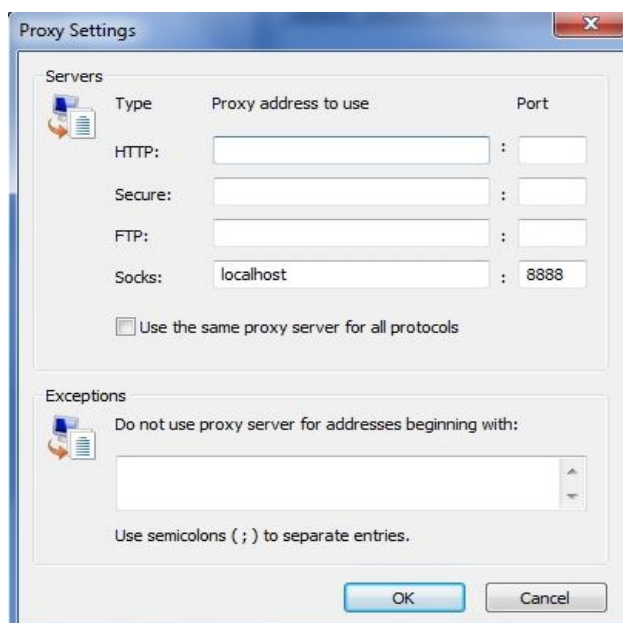 Proxy Settings
Servers
Type Proxy address to use Port
HTTP: :
Secure: :
FTP: :
Socks: localhost : 8888
Use the same proxy server for all protocols
Exceptions
Do not use proxy server for addresses beginning with:
Use semicolons ( ; ) to separate entries.
OK Cancel